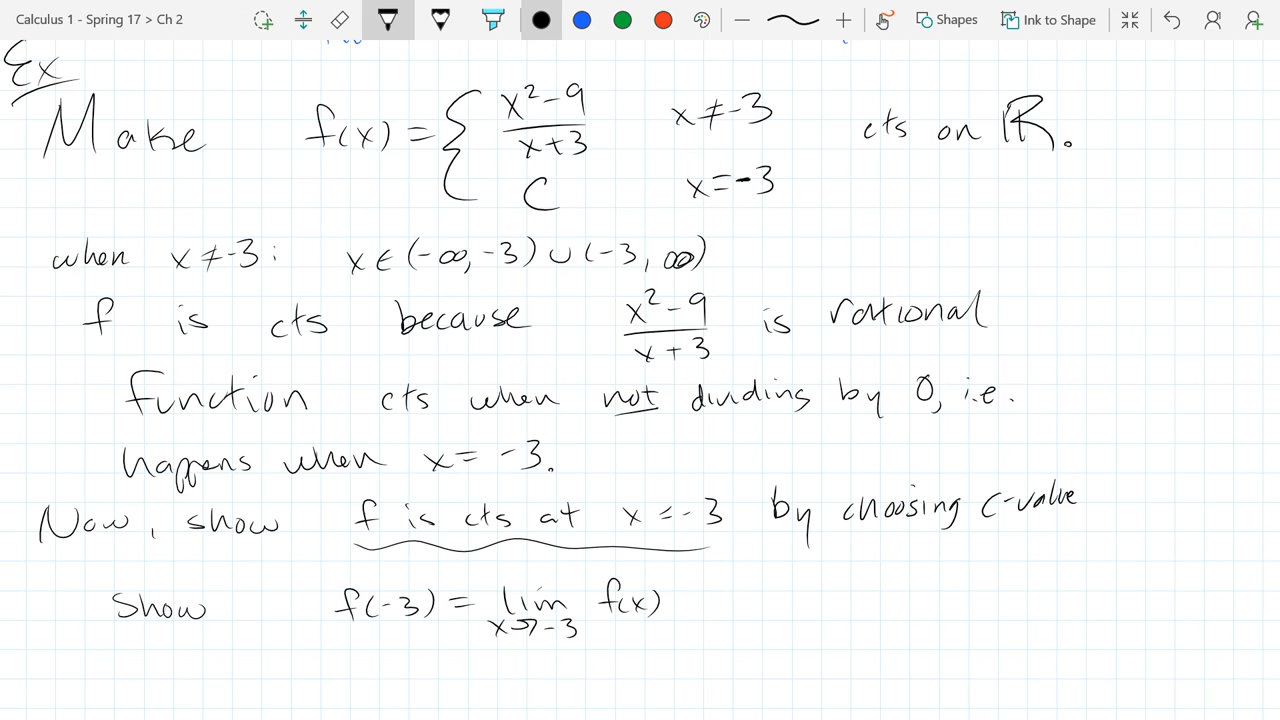 Calculus 1 - Spring 17 > Ch 2
Shapes
Ink to Shape
Ex
Make f(x) = { x²-9 / x+3 x ≠ -3 cts on ℝ.
C x = -3
when x ≠ -3: x ∈ (-∞, -3) ∪ (-3, ∞)
f is cts because x²-9 / x+3 is rational
function cts when not dividing by 0, i.e.
happens when x = -3.
Now, show f is cts at x = -3 by choosing c-value
Show f(-3) = lim x→-3 f(x)